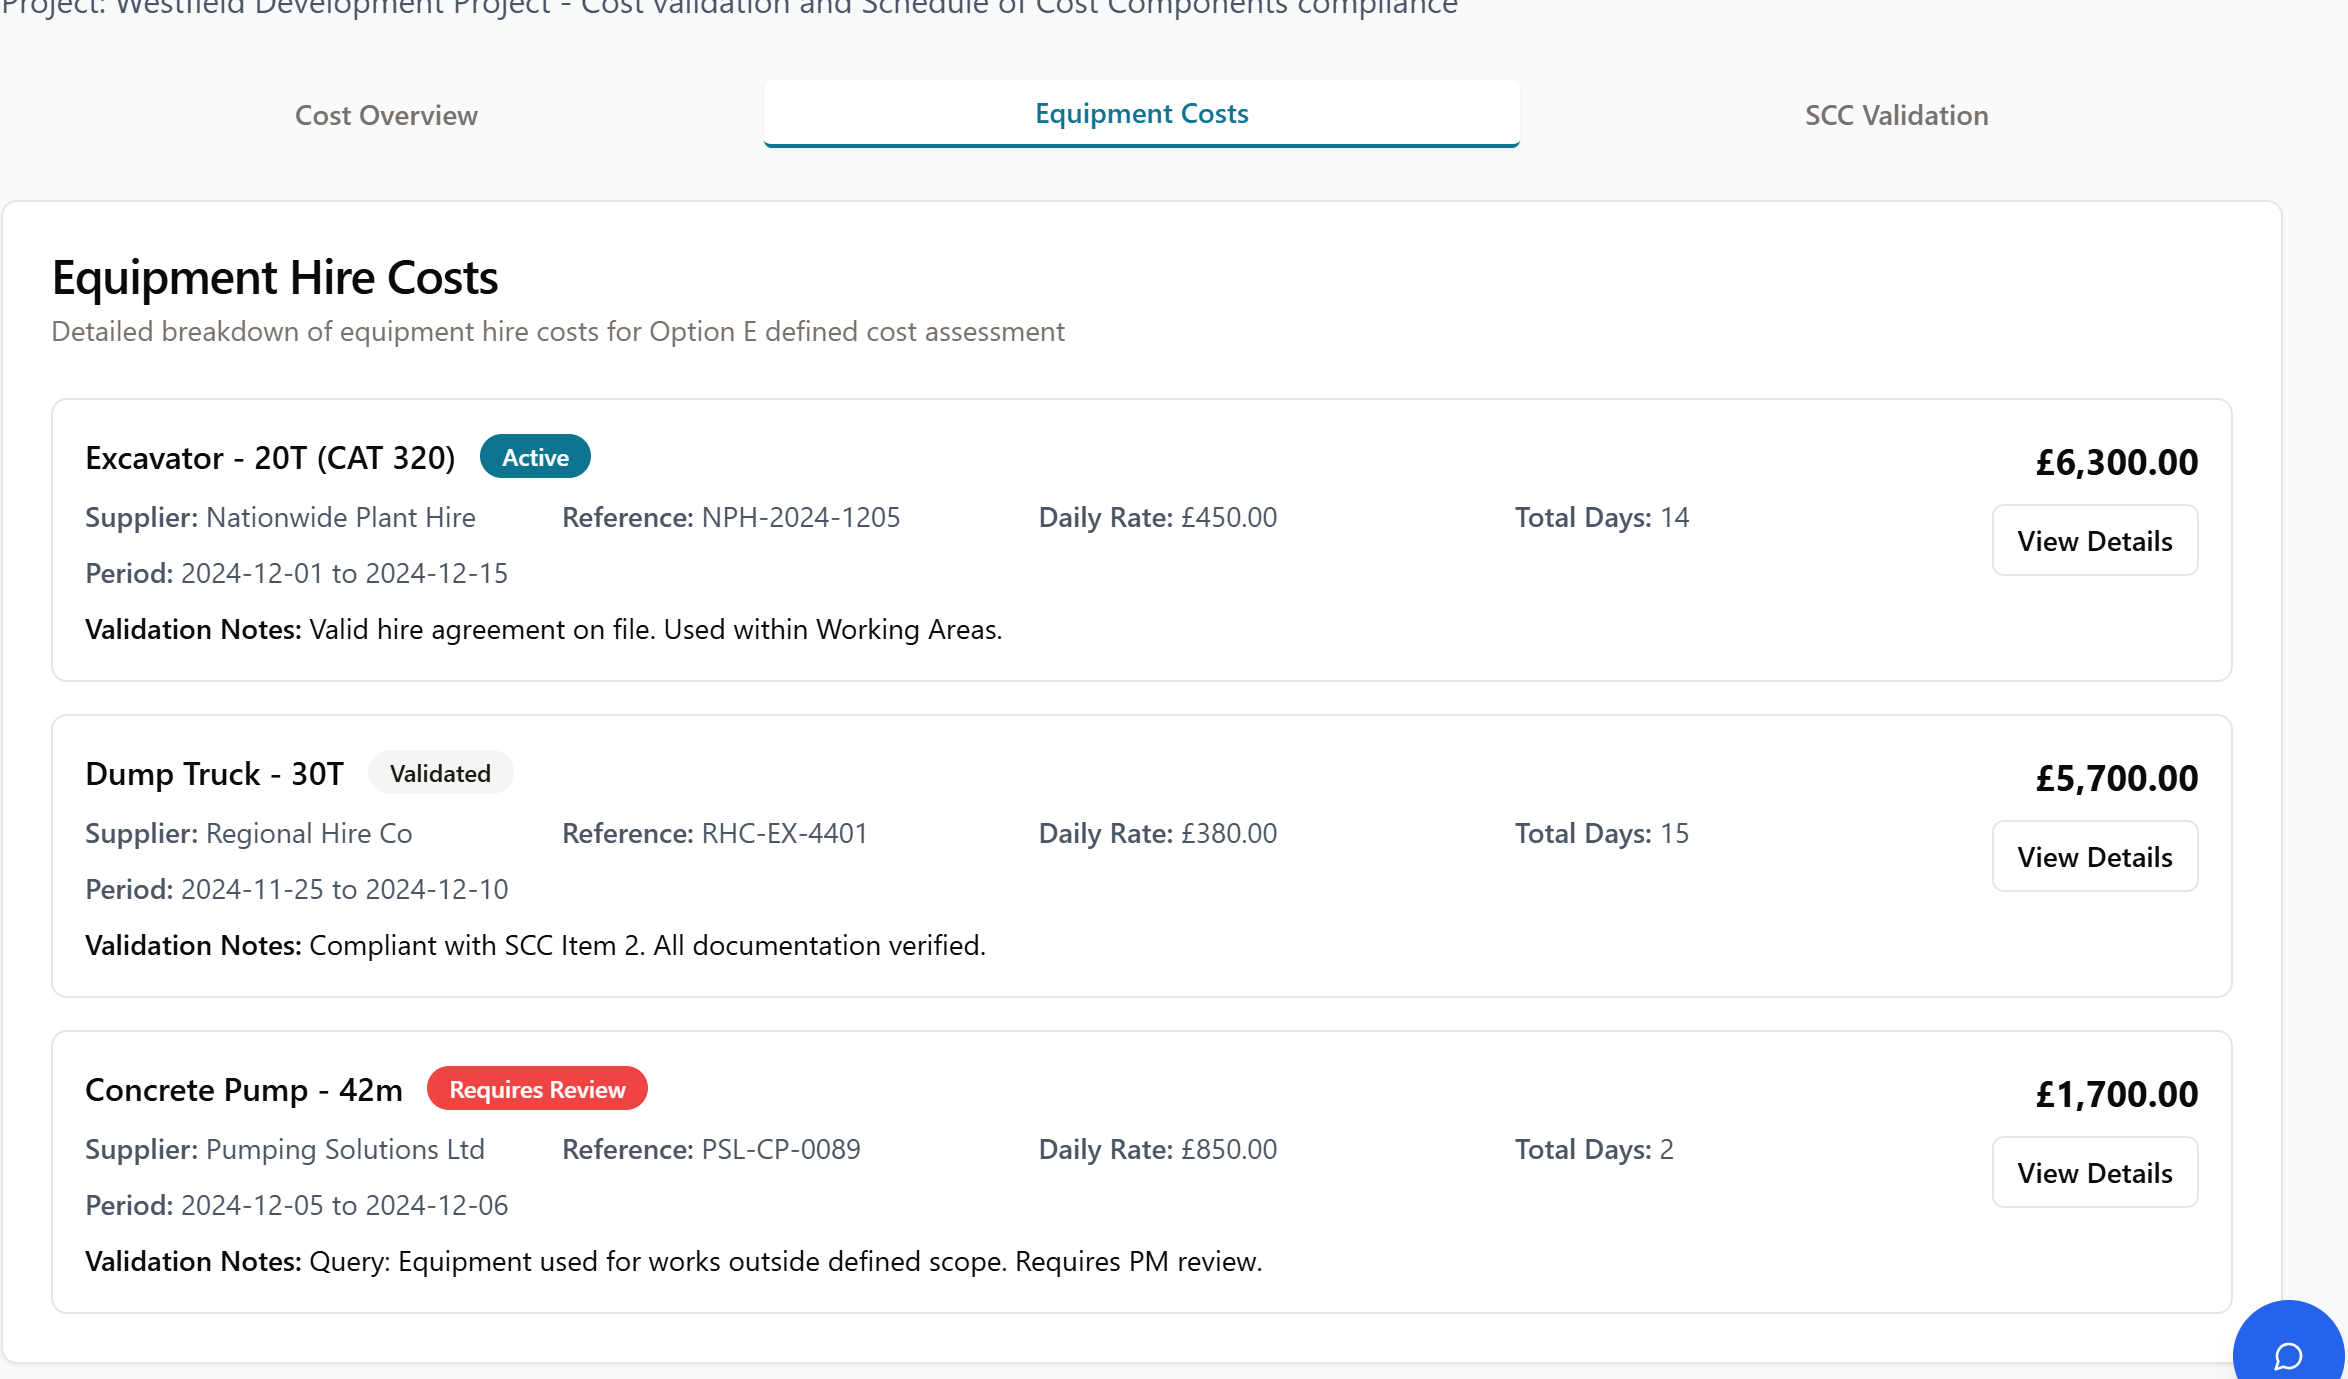 Project: Westfield Development Project - Cost validation and Schedule of Cost Components compliance
Cost Overview
Equipment Costs
SCC Validation
Equipment Hire Costs
Detailed breakdown of equipment hire costs for Option E defined cost assessment
Excavator - 20T (CAT 320) Active
£6,300.00
Supplier: Nationwide Plant Hire
Reference: NPH-2024-1205
Daily Rate: £450.00
Total Days: 14
View Details
Period: 2024-12-01 to 2024-12-15
Validation Notes: Valid hire agreement on file. Used within Working Areas.
Dump Truck - 30T Validated
£5,700.00
Supplier: Regional Hire Co
Reference: RHC-EX-4401
Daily Rate: £380.00
Total Days: 15
View Details
Period: 2024-11-25 to 2024-12-10
Validation Notes: Compliant with SCC Item 2. All documentation verified.
Concrete Pump - 42m Requires Review
£1,700.00
Supplier: Pumping Solutions Ltd
Reference: PSL-CP-0089
Daily Rate: £850.00
Total Days: 2
View Details
Period: 2024-12-05 to 2024-12-06
Validation Notes: Query: Equipment used for works outside defined scope. Requires PM review.